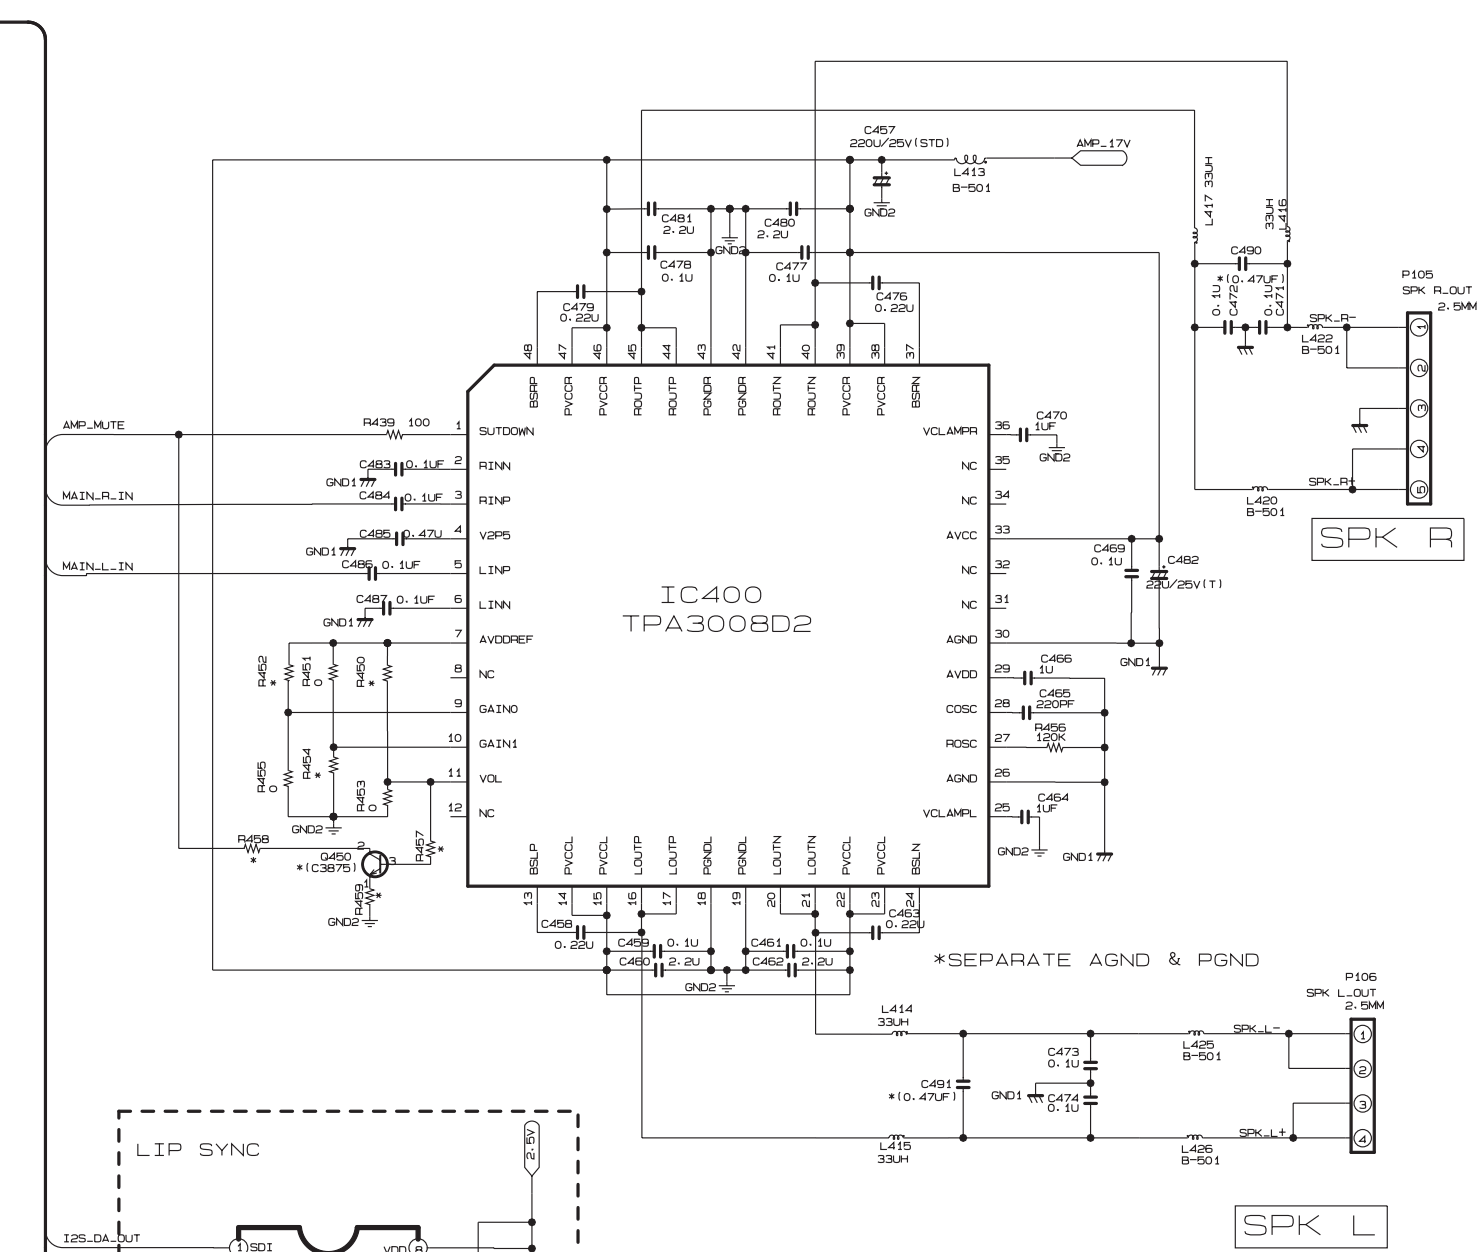 C457
220U/25V(STD)
AMP_17V
L413
B-501
GND2
L417 33UH
33UH
L416
C481
2.2U
C480
2.2U
GND2
C478
0.1U
C477
0.1U
C479
0.22U
C476
0.22U
C490
*(0.47UF)
0.1U
C472
0.1U
C471
P105
SPK R_OUT
2.5MM
SPK_R-
L422
B-501
1
2
3
4
5
SPK_R+
L420
B-501
SPK R
48
47
46
45
44
43
42
41
40
39
38
37
BSRP
PVCCR
PVCCR
ROUTP
ROUTP
PGNDR
PGNDR
ROUTN
ROUTN
PVCCR
PVCCR
BSRN
AMP_MUTE
R439 100
1 SUTDOWN
C483 0.1UF
GND1
2 RINN
MAIN_R_IN
C484 0.1UF
3 RINP
C485 0.47U
GND1
4 V2P5
MAIN_L_IN
C486 0.1UF
5 LINP
C487 0.1UF
GND1
6 LINN
7 AVDDREF
8 NC
9 GAIN0
10 GAIN1
11 VOL
12 NC
R452
*
R451
0
R450
*
R455
0
R454
*
R453
0
GND2
R458
*
Q450
*(C3875)
2
3
1
R457
*
R459
*
GND2
IC400
TPA3008D2
VCLAMPR 36
C470
1UF
GND2
NC 35
NC 34
AVCC 33
NC 32
NC 31
AGND 30
AVDD 29
COSC 28
ROSC 27
AGND 26
VCLAMPL 25
C469
0.1U
C482
22U/25V(T)
GND1
C466
1U
C465
220PF
R456
120K
C464
1UF
GND2
GND1
BSLP
PVCCL
PVCCL
LOUTP
LOUTP
PGNDL
PGNDL
LOUTN
LOUTN
PVCCL
PVCCL
BSLN
13
14
15
16
17
18
19
20
21
22
23
24
C458
0.22U
C463
0.22U
C459 0.1U
C461 0.1U
C460 2.2U
C462 2.2U
GND2
*SEPARATE AGND & PGND
P106
SPK L_OUT
2.5MM
L414
33UH
SPK_L-
L425
B-501
C473
0.1U
C491
*(0.47UF)
GND1
C474
0.1U
1
2
3
4
L415
33UH
SPK_L+
L426
B-501
SPK L
LIP SYNC
2.5V
I2S_DA_OUT
1 SDI
VDD 8